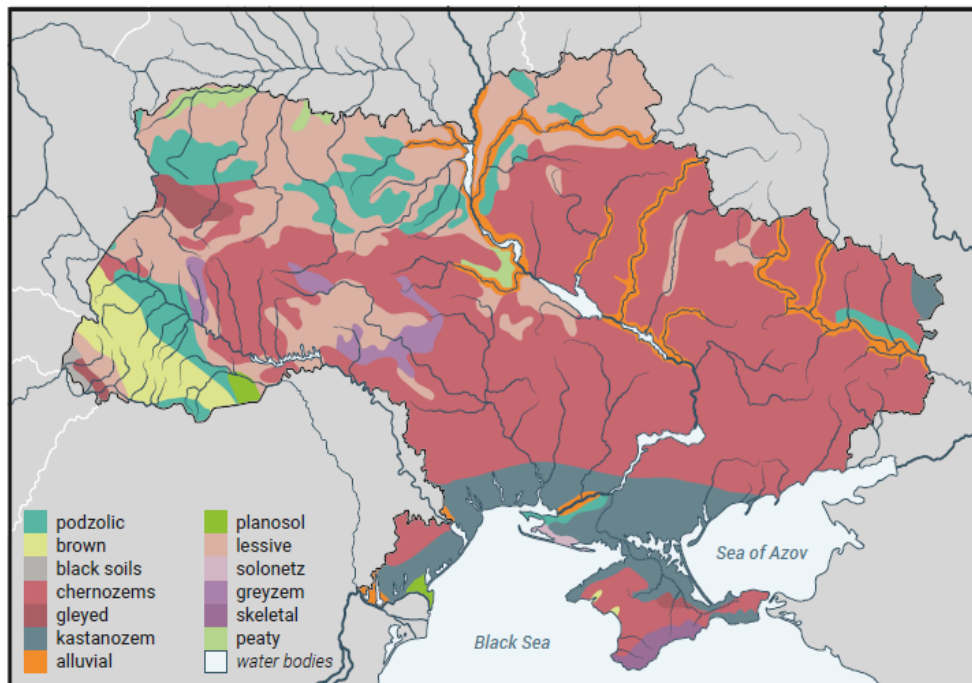 Sea of Azov
Black Sea
podzolic
brown
black soils
chernozems
gleyed
kastanozem
alluvial
planosol
lessive
solonetz
greyzem
skeletal
peaty
water bodies